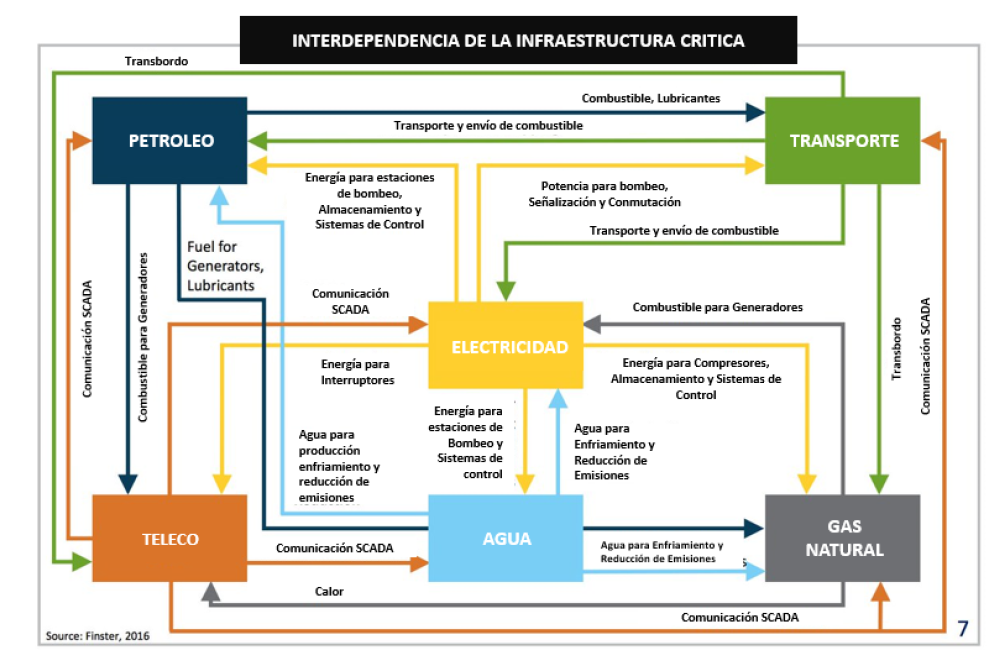 INTERDEPENDENCIA DE LA INFRAESTRUCTURA CRITICA
Transbordo
Combustible, Lubricantes
PETROLEO
Transporte y envío de combustible
TRANSPORTE
Energía para estaciones
de bombeo,
Almacenamiento y
Sistemas de Control
Potencia para bombeo,
Señalización y Conmutación
Transporte y envío de combustible
Fuel for
Generators,
Lubricants
Comunicación SCADA
Combustible para Generadores
Comunicación
SCADA
Combustible para Generadores
Transbordo
Comunicación SCADA
ELECTRICIDAD
Energía para
Interruptores
Energía para Compresores,
Almacenamiento y Sistemas de
Control
Energía para
estaciones de
Bombeo y
Sistemas de
control
Agua para
Enfriamiento y
Reducción de
Emisiones
Agua para
producción
enfriamiento y
reducción de
emisiones
TELECO
Comunicación SCADA
AGUA
Agua para Enfriamiento y
Reducción de Emisiones
GAS
NATURAL
Calor
Comunicación SCADA
Source: Finster, 2016
7